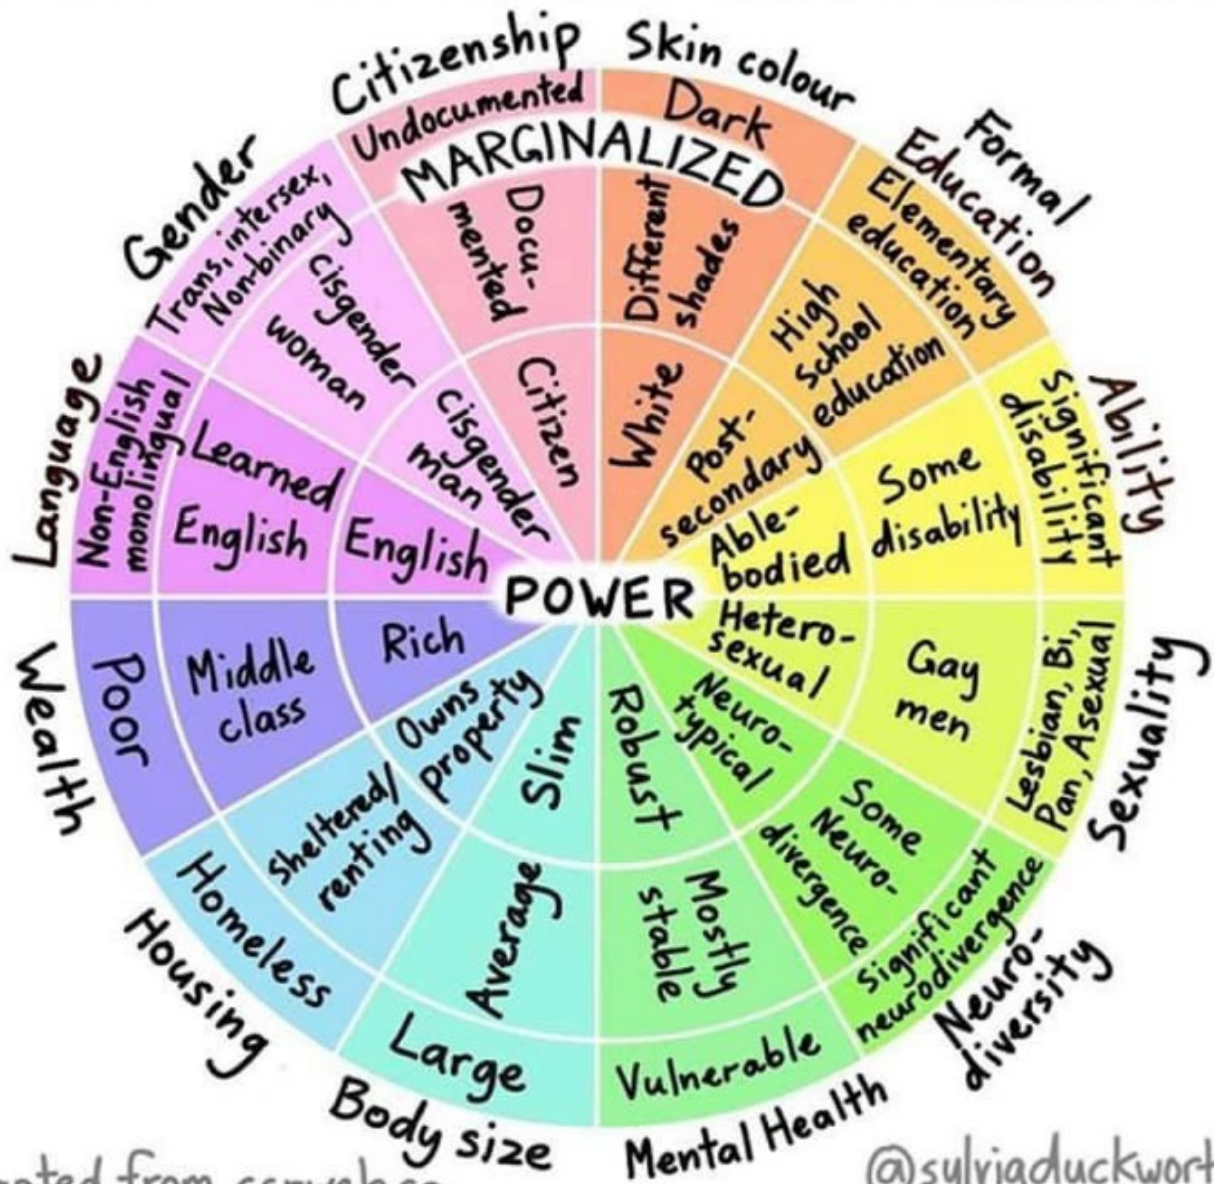 Citizenship
Undocumented
Docu-
mented
Citizen
Skin colour
Dark
Different
shades
White
Formal
Education
Elementary
education
High
school
education
Post-
secondary
Ability
Significant
disability
Some
disability
Able-
bodied
Sexuality
Lesbian, Bi,
Pan, Asexual
Gay
men
Hetero-
sexual
Neuro-
diversity
Significant
neurodivergence
Some
Neuro-
divergence
Neuro-
typical
Mental Health
Vulnerable
Mostly
stable
Robust
Body size
Large
Average
Slim
Housing
Homeless
Sheltered/
renting
Owns
property
Wealth
Poor
Middle
class
Rich
Language
Non-English
monolingual
Learned
English
English
Gender
Trans, intersex,
Non-binary
cisgender
woman
cisgender
man
MARGINALIZED
POWER
from
@sylviaduckwort